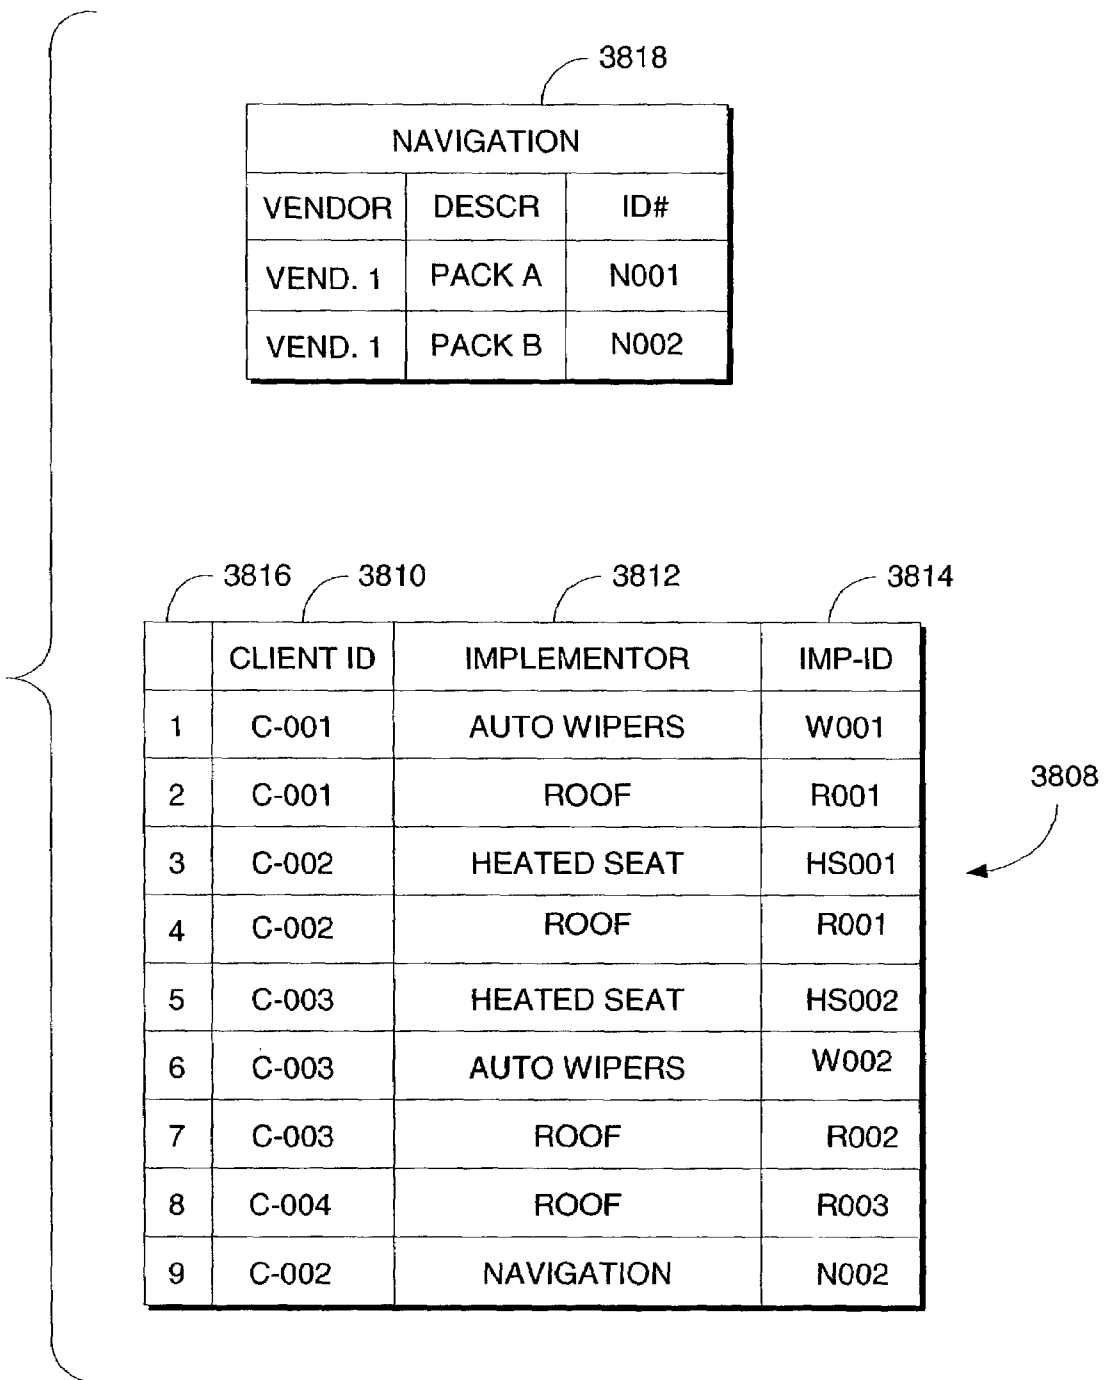 3818
NAVIGATION
VENDOR DESCR ID#
VEND. 1 PACK A N001
VEND. 1 PACK B N002
3816 3810 3812 3814
CLIENT ID IMPLEMENTOR IMP-ID
1 C-001 AUTO WIPERS W001
2 C-001 ROOF R001
3 C-002 HEATED SEAT HS001
4 C-002 ROOF R001
5 C-003 HEATED SEAT HS002
6 C-003 AUTO WIPERS W002
7 C-003 ROOF R002
8 C-004 ROOF R003
9 C-002 NAVIGATION N002
3808